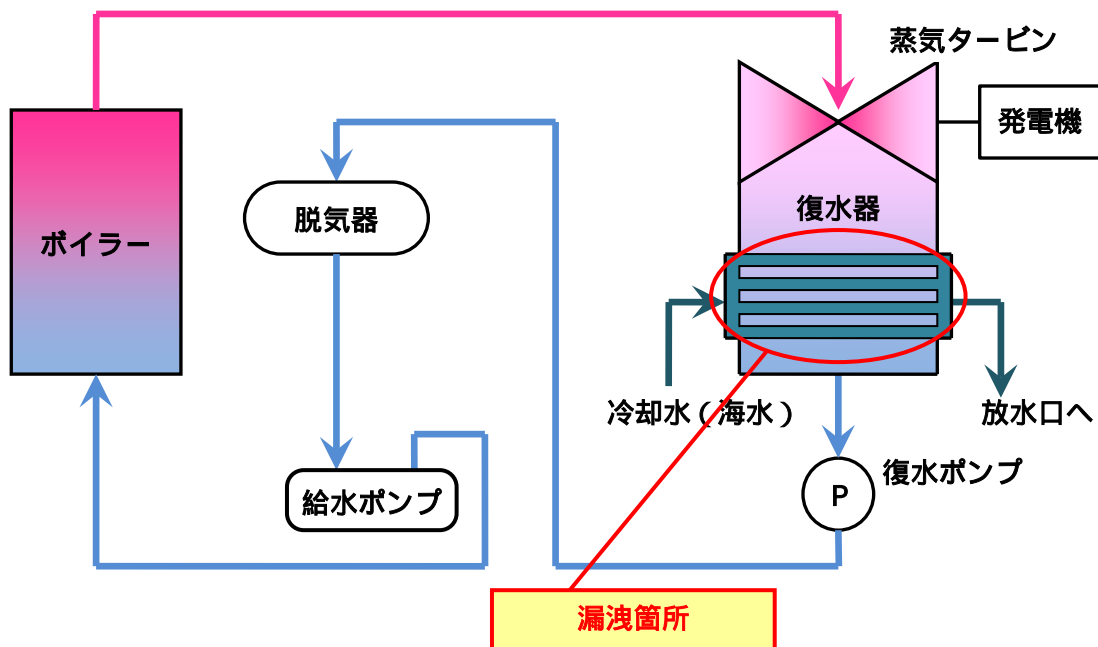 蒸気タービン
発電機
復水器
脱気器
ボイラー
冷却水(海水)
放水口へ
復水ポンプ
P
給水ポンプ
漏洩箇所